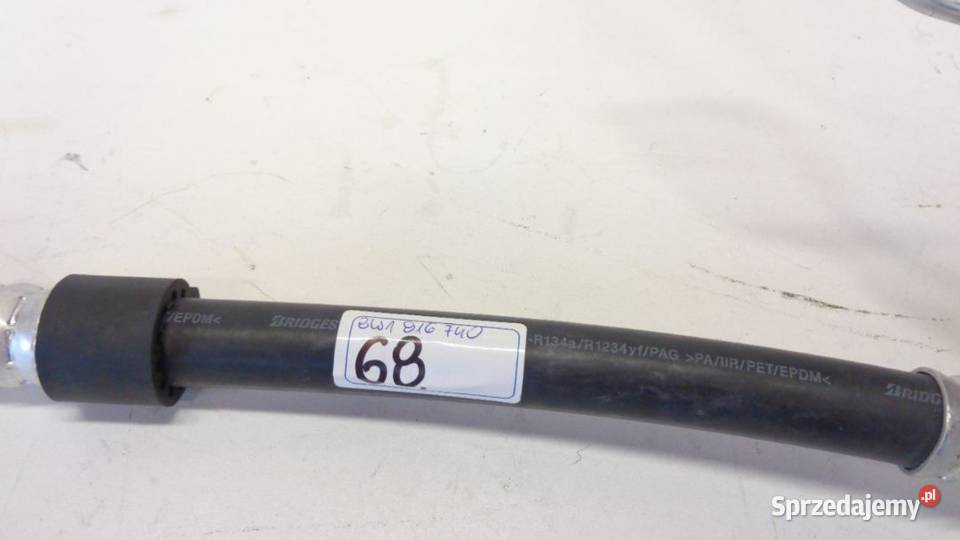 8W1 816 740
68
/EPDM<
BRIDGES
-R134a/R1234yf/PAG >PA/IIR/PET/EPDM<
BRIDG
Sprzedajemy.pl